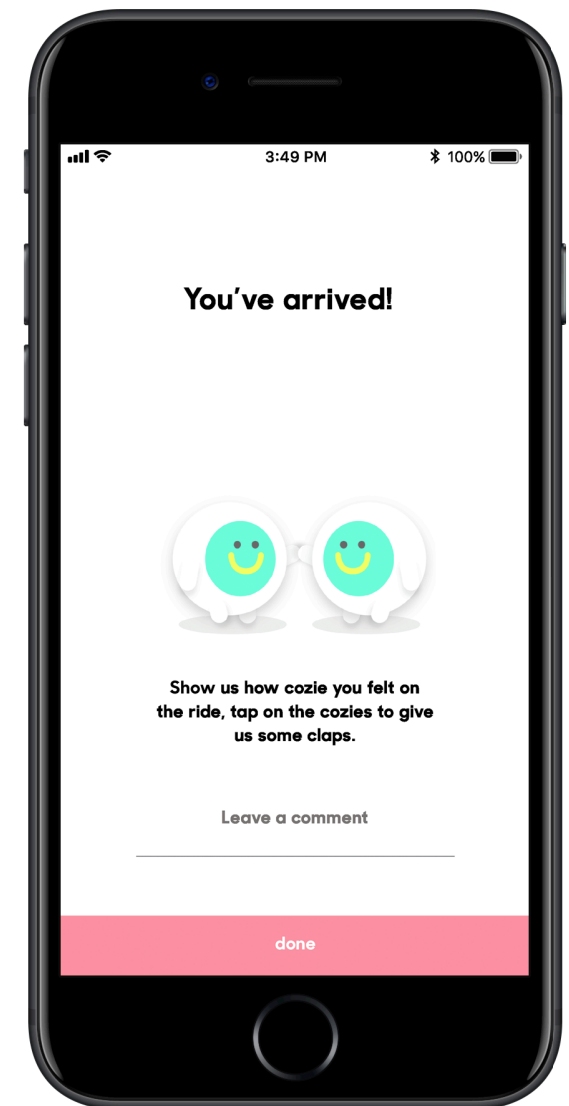 3:49 PM
100%
You've arrived!
Show us how cozie you felt on
the ride, tap on the cozies to give
us some claps.
Leave a comment
done